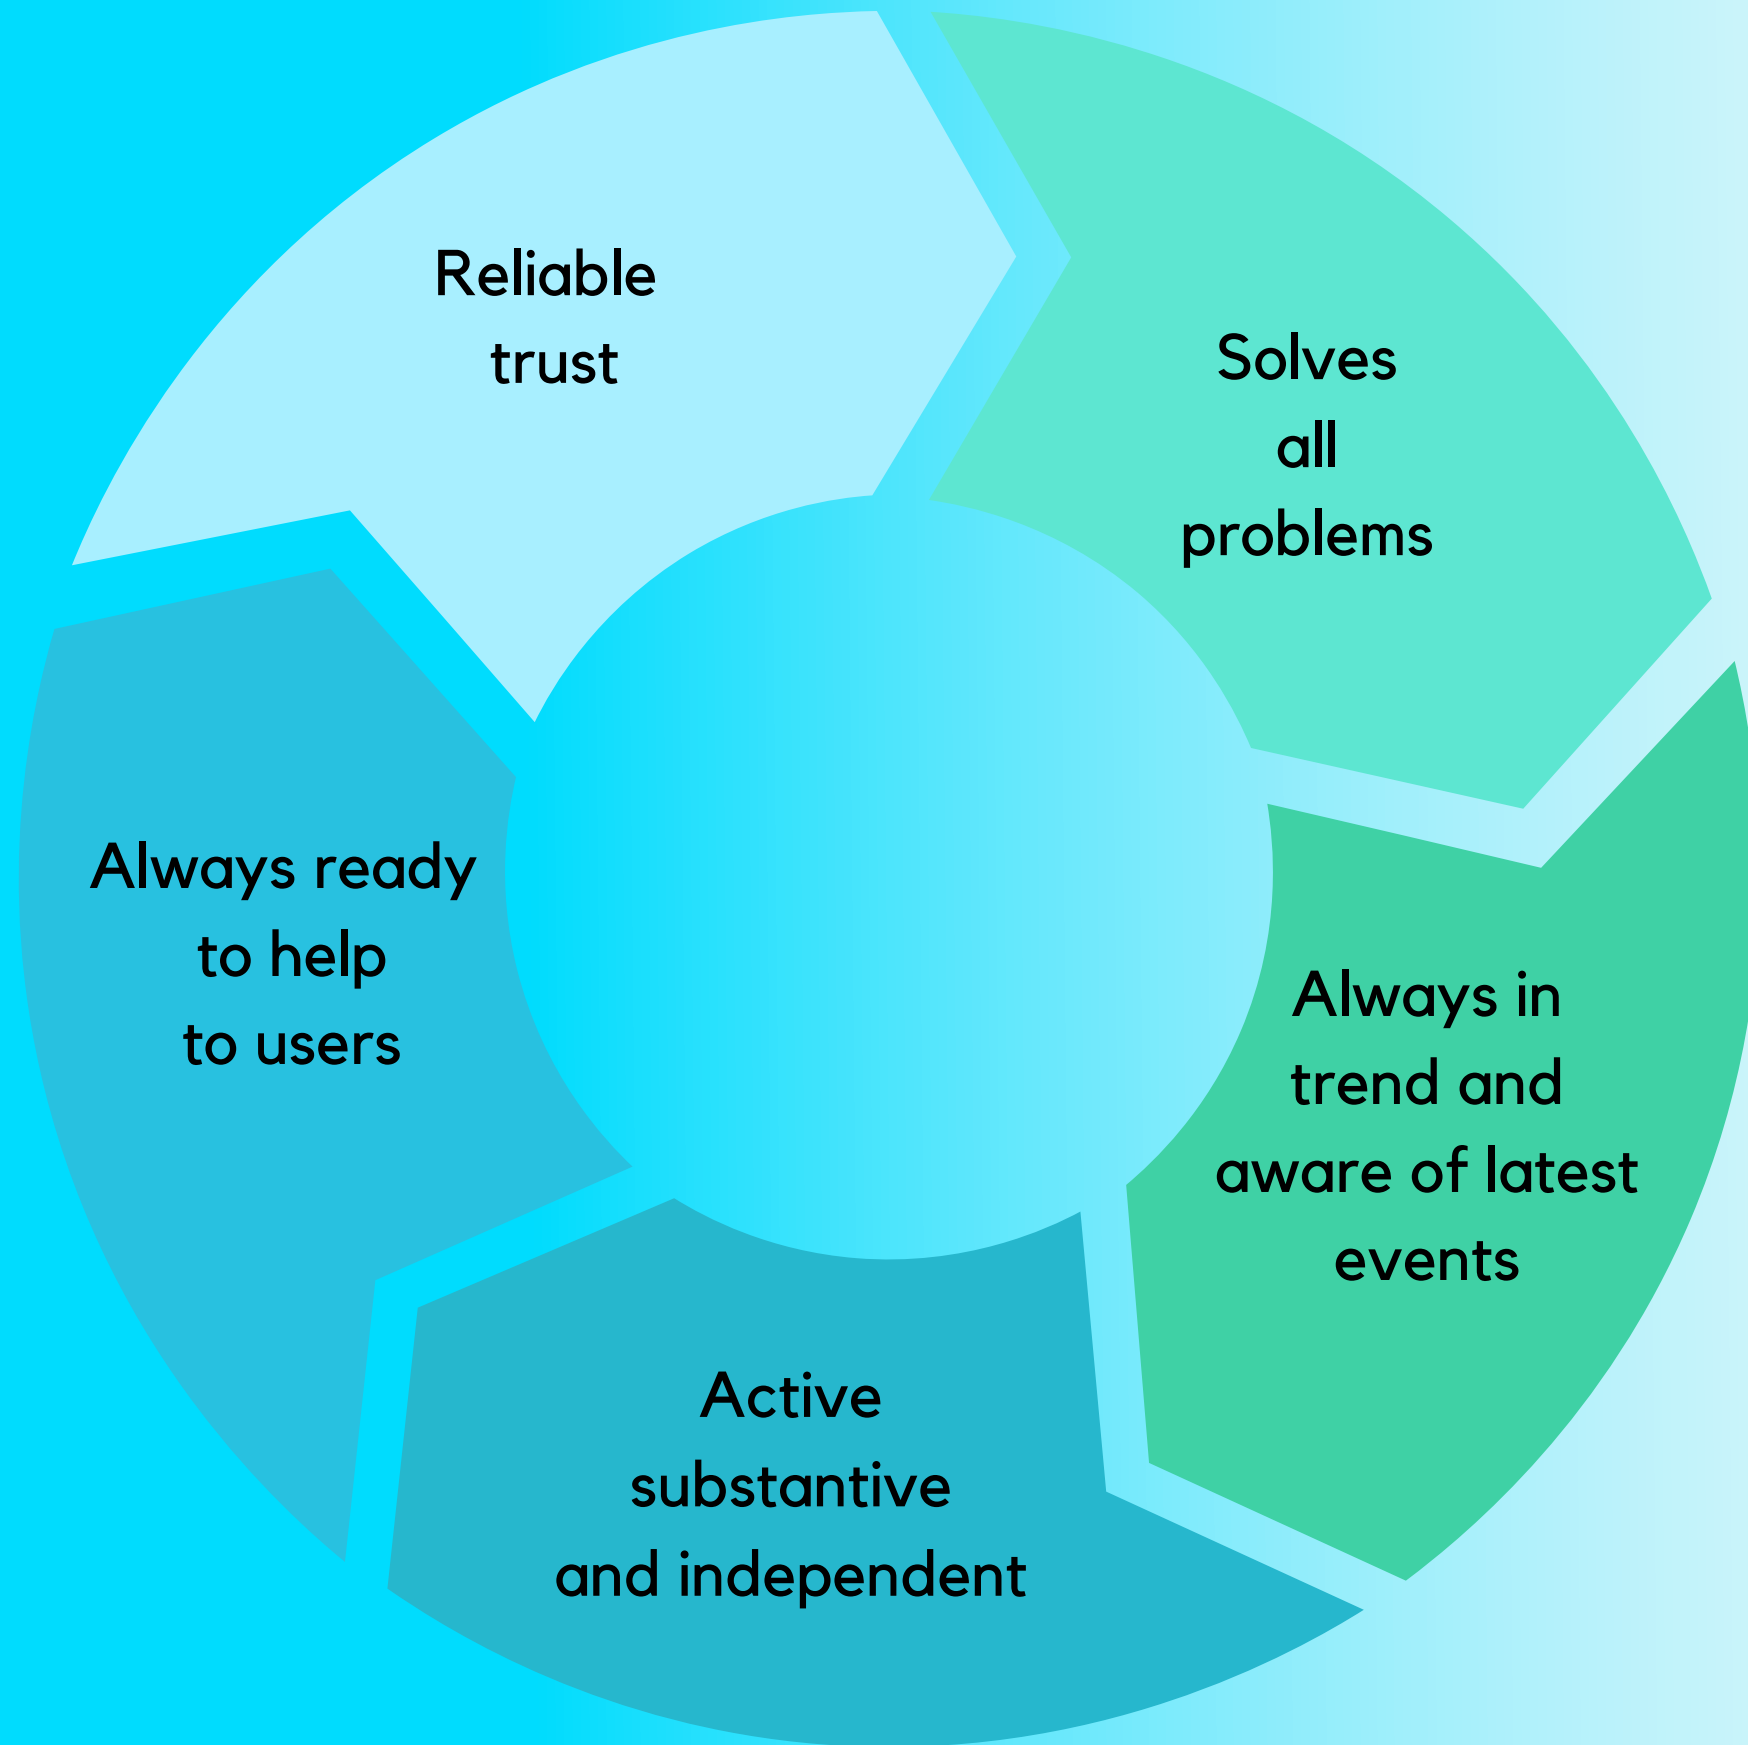 Reliable
trust
Solves
all
problems
Always in
trend and
aware of latest
events
Active
substantive
and independent
Always ready
to help
to users